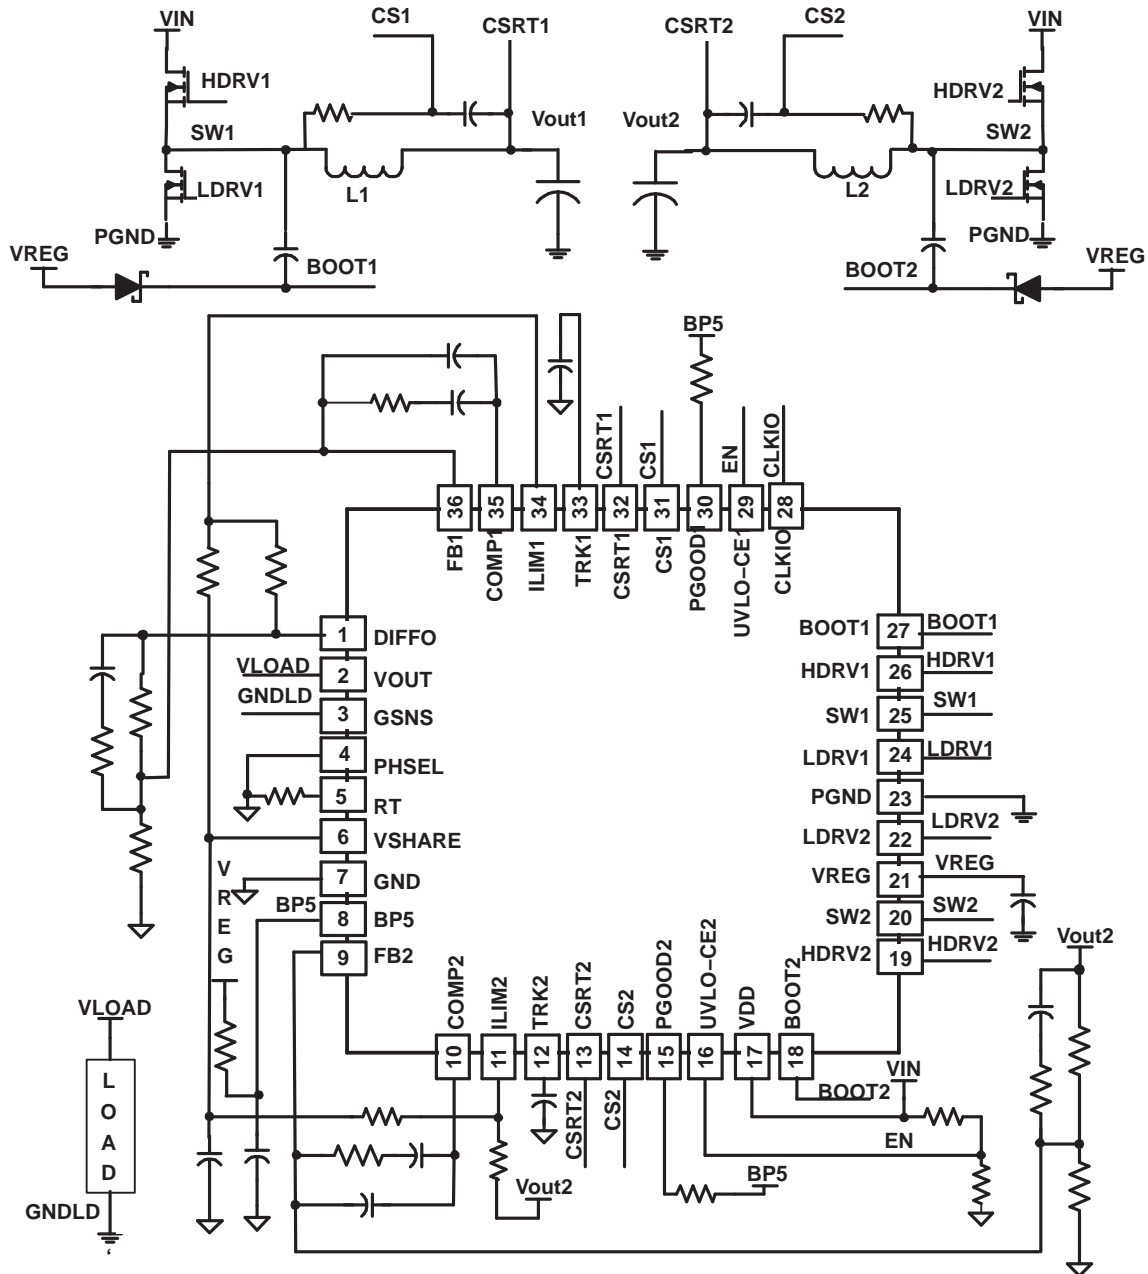 VIN
CS1
CSRT1
CSRT2
CS2
VIN
HDRV1
HDRV2
SW1
Vout1
Vout2
SW2
LDRV1
L1
L2
LDRV2
PGND
PGND
VREG
BOOT1
BOOT2
VREG
BP5
CSRT1
CS1
EN
CLKIO
36
35
34
33
32
31
30
29
28
FB1
COMP1
ILIM1
TRK1
CSRT1
CS1
PGOOD1
UVLO-CE1
CLKIO
1 DIFFO
BOOT1 27 BOOT1
VLOAD 2 VOUT
HDRV1 26 HDRV1
GNDLD 3 GSNS
SW1 25 SW1
4 PHSEL
LDRV1 24 LDRV1
5 RT
PGND 23
6 VSHARE
LDRV2 22 LDRV2
V
R
E
G
7 GND
VREG 21 VREG
BP5 8 BP5
SW2 20 SW2
9 FB2
HDRV2 19 HDRV2
Vout2
COMP2
ILIM2
TRK2
CSRT2
CS2
PGOOD2
UVLO-CE2
VDD
BOOT2
10
11
12
13
14
15
16
17
18
VLOAD
L
O
A
D
GNDLD
CSRT2
CS2
BOOT2
VIN
EN
BP5
Vout2